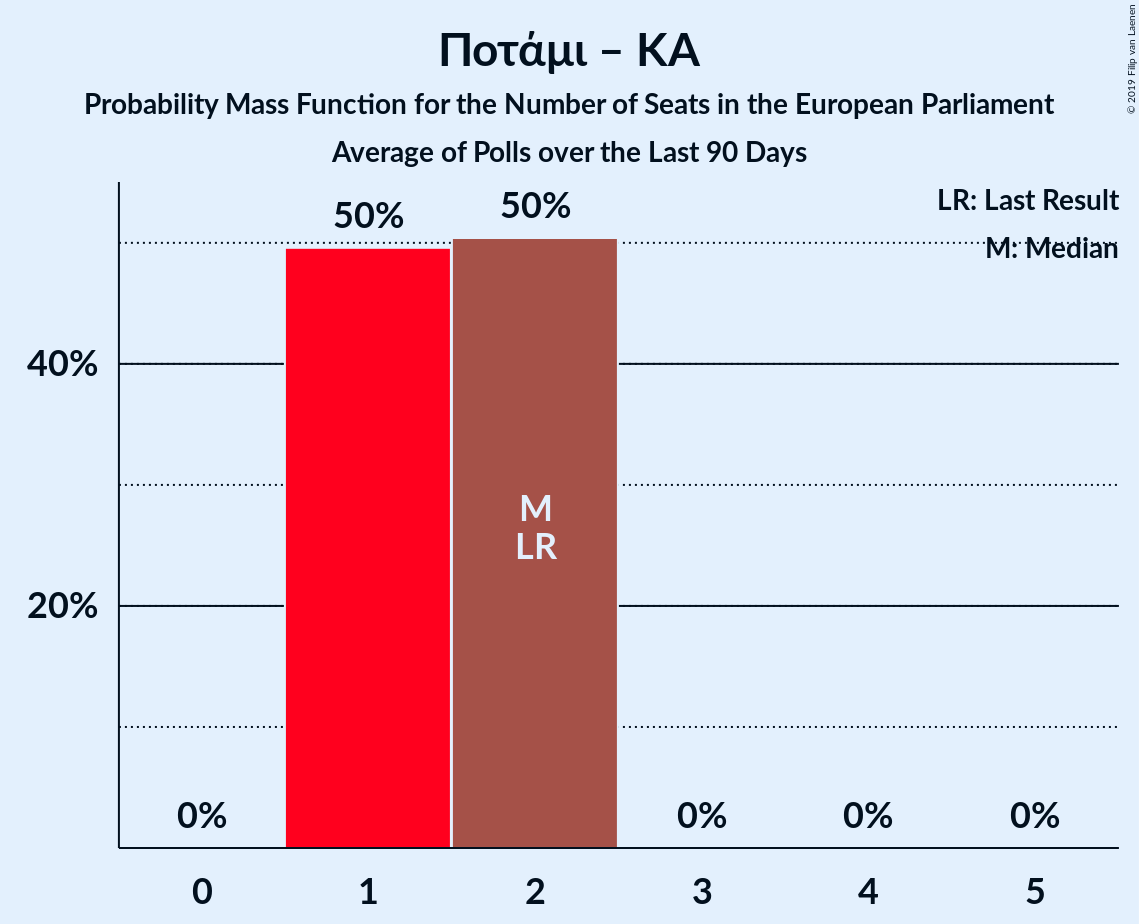 Ποτάμι – ΚΑ
Probability Mass Function for the Number of Seats in the European Parliament
Average of Polls over the Last 90 Days
© 2019 Filip van Laenen
LR: Last Result
M: Median
50%
50%
40%
20%
M
LR
0%
0%
0%
0%
0
1
2
3
4
5